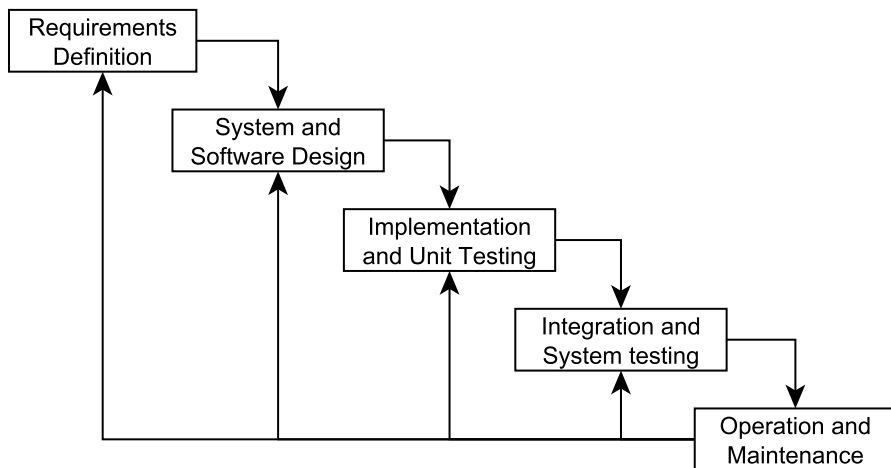 Requirements
Definition
System and
Software Design
Implementation
and Unit Testing
Integration and
System testing
Operation and
Maintenance